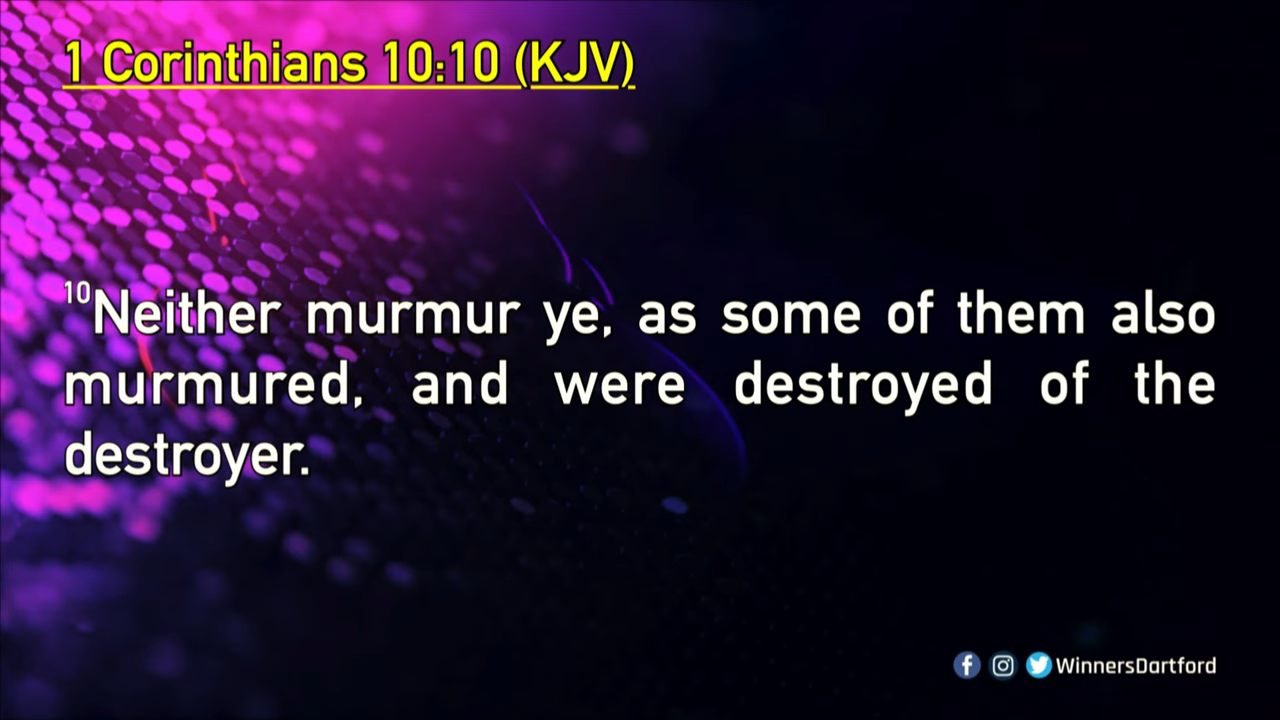 1 Corinthians 10:10 (KJV)
10Neither murmur ye, as some of them also
murmured, and were destroyed of the
destroyer.
WinnersDartford